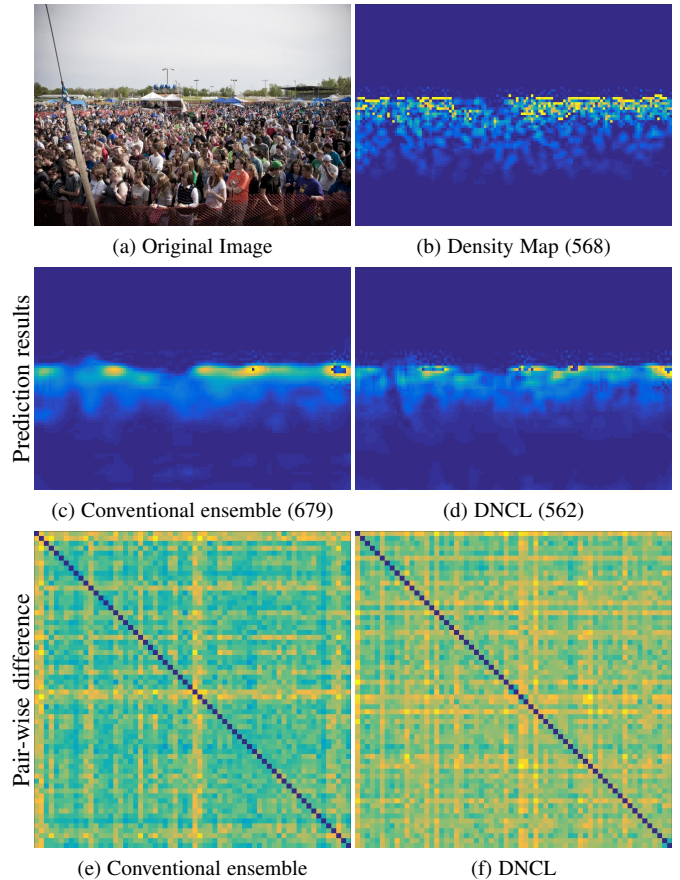 (a) Original Image
(b) Density Map (568)
Prediction results
(c) Conventional ensemble (679)
(d) DNCL (562)
Pair-wise difference
(e) Conventional ensemble
(f) DNCL